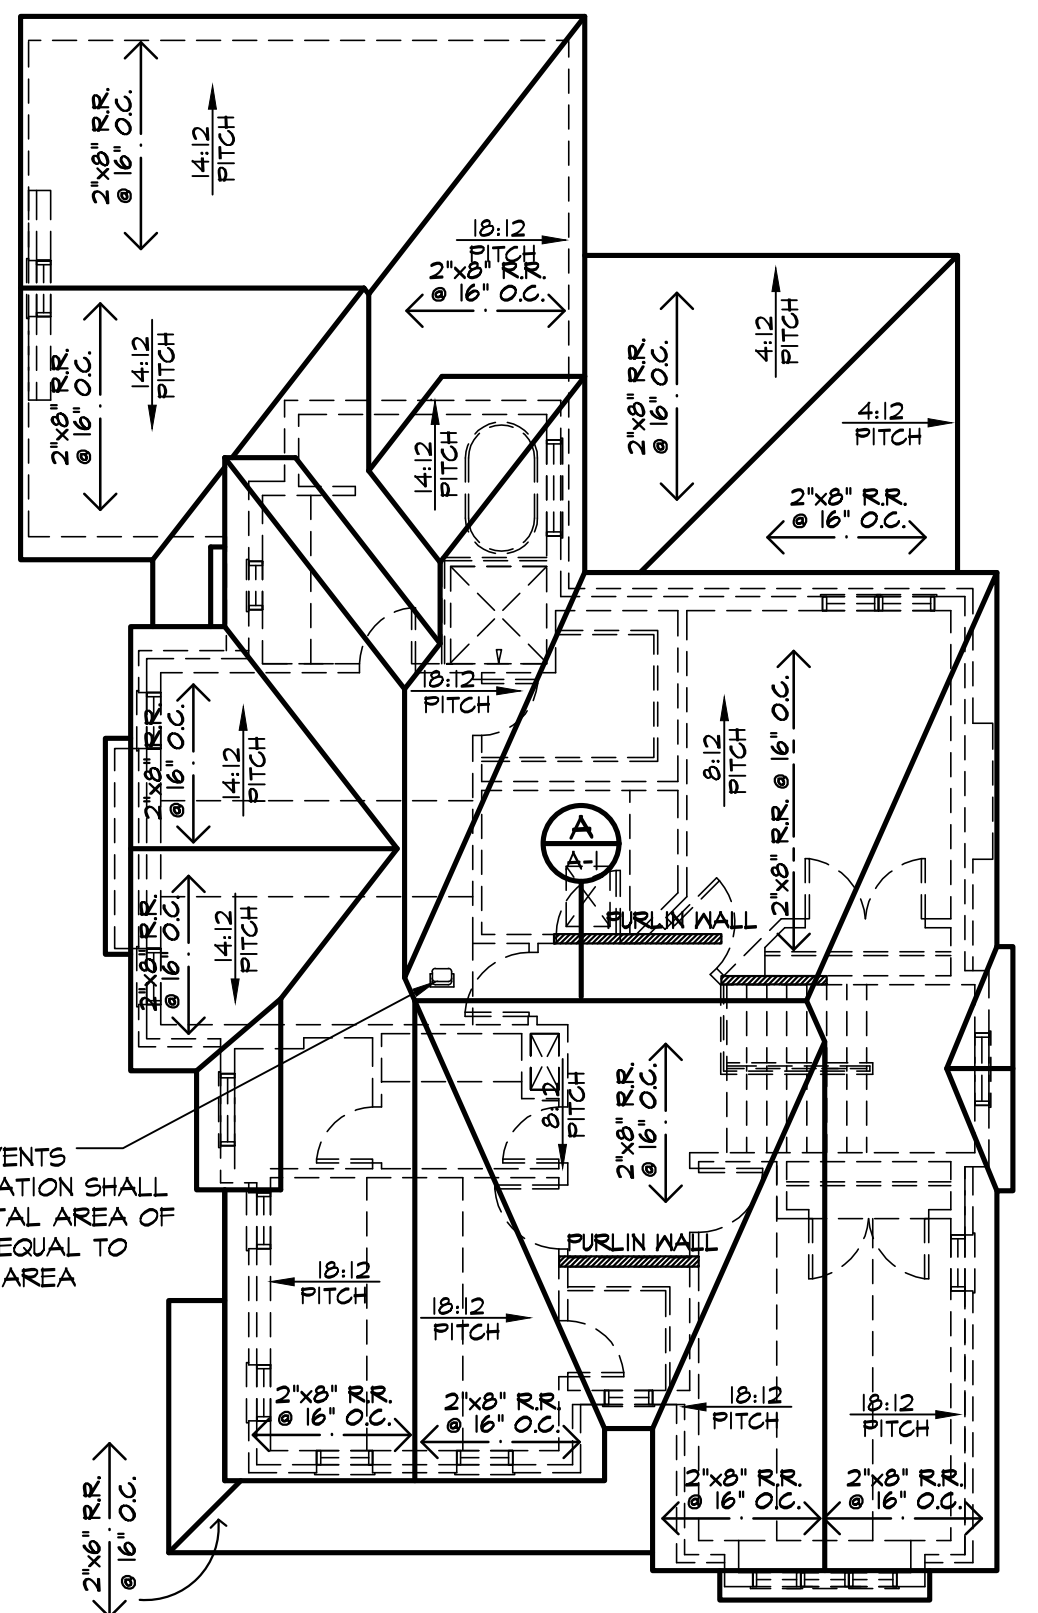 2"x8" R.R.
@ 16" O.C.
14:12
PITCH
18:12
PITCH
2"x8" R.R.
@ 16" O.C.
2"x8" R.R.
@ 16" O.C.
14:12
PITCH
2"x8" R.R.
@ 16" O.C.
4:12
PITCH
4:12
PITCH
2"x8" R.R.
@ 16" O.C.
14:12
PITCH
18:12
PITCH
2"x8" R.R.
@ 16" O.C.
14:12
PITCH
8:12
PITCH
2"x8" R.R. @ 16" O.C.
A
A-1
PURLIN WALL
2"x8" R.R.
@ 16" O.C.
14:12
PITCH
8:12
PITCH
2"x8" R.R.
@ 16" O.C.
VENTS
ATION SHALL
TAL AREA OF
EQUAL TO
AREA
PURLIN WALL
18:12
PITCH
18:12
PITCH
2"x8" R.R.
@ 16" O.C.
2"x8" R.R.
@ 16" O.C.
18:12
PITCH
18:12
PITCH
2"x8" R.R.
@ 16" O.C.
2"x8" R.R.
@ 16" O.C.
2"x6" R.R.
@ 16" O.C.